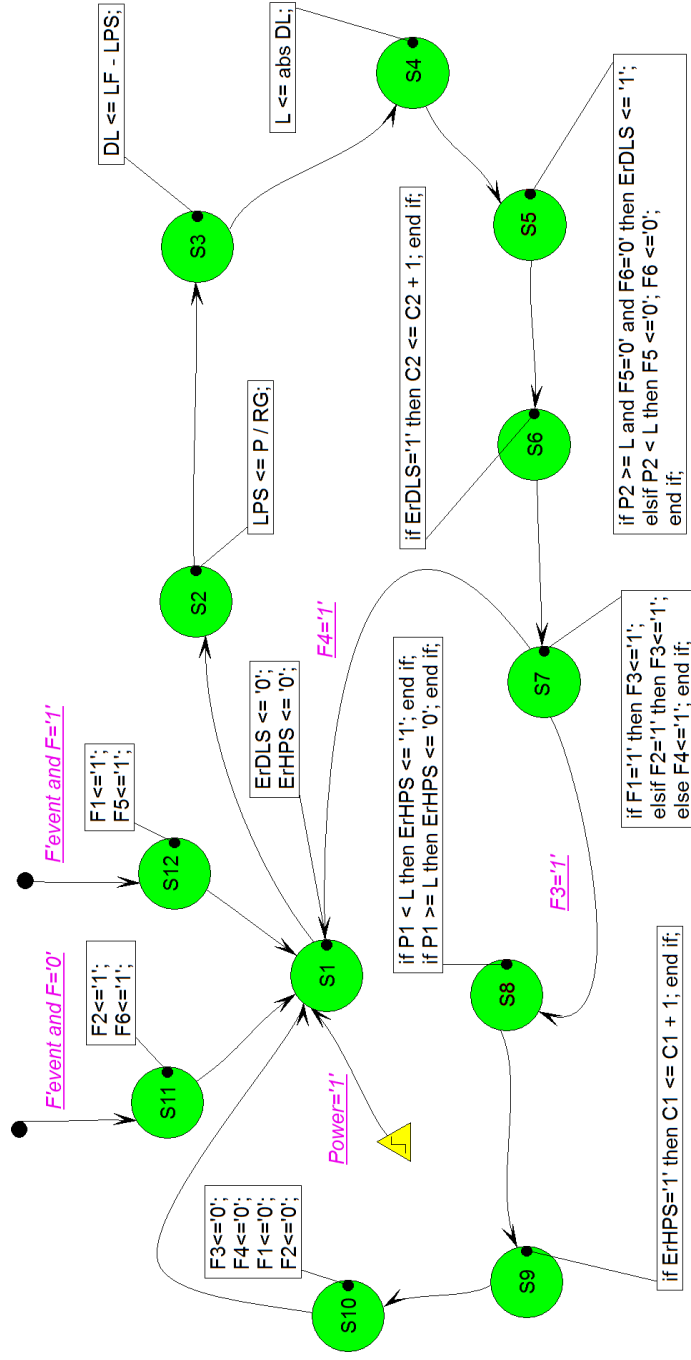 F'event and F='0'
F'event and F='1'
DL <= LF - LPS;
F2<='1';
F6<='1';
F1<='1';
F5<='1';
S11
S12
S2
S3
F3<='0';
F4<='0';
F1<='0';
F2<='0';
ErDLS <= '0';
ErHPS <= '0';
LPS <= P / RG;
L <= abs DL;
S10
Power='1'
S1
F4='1'
S4
if P1 < L then ErHPS <= '1'; end if;
if P1 >= L then ErHPS <= '0'; end if;
if ErDLS='1' then C2 <= C2 + 1; end if;
S9
S8
S6
S5
F3='1'
S7
if P2 >= L and F5='0' and F6='0' then ErDLS <= '1';
elsif P2 < L then F5 <='0'; F6 <='0';
end if;
if F1='1' then F3<='1';
elsif F2='1' then F3<='1';
else F4<='1'; end if;
if ErHPS='1' then C1 <= C1 + 1; end if;